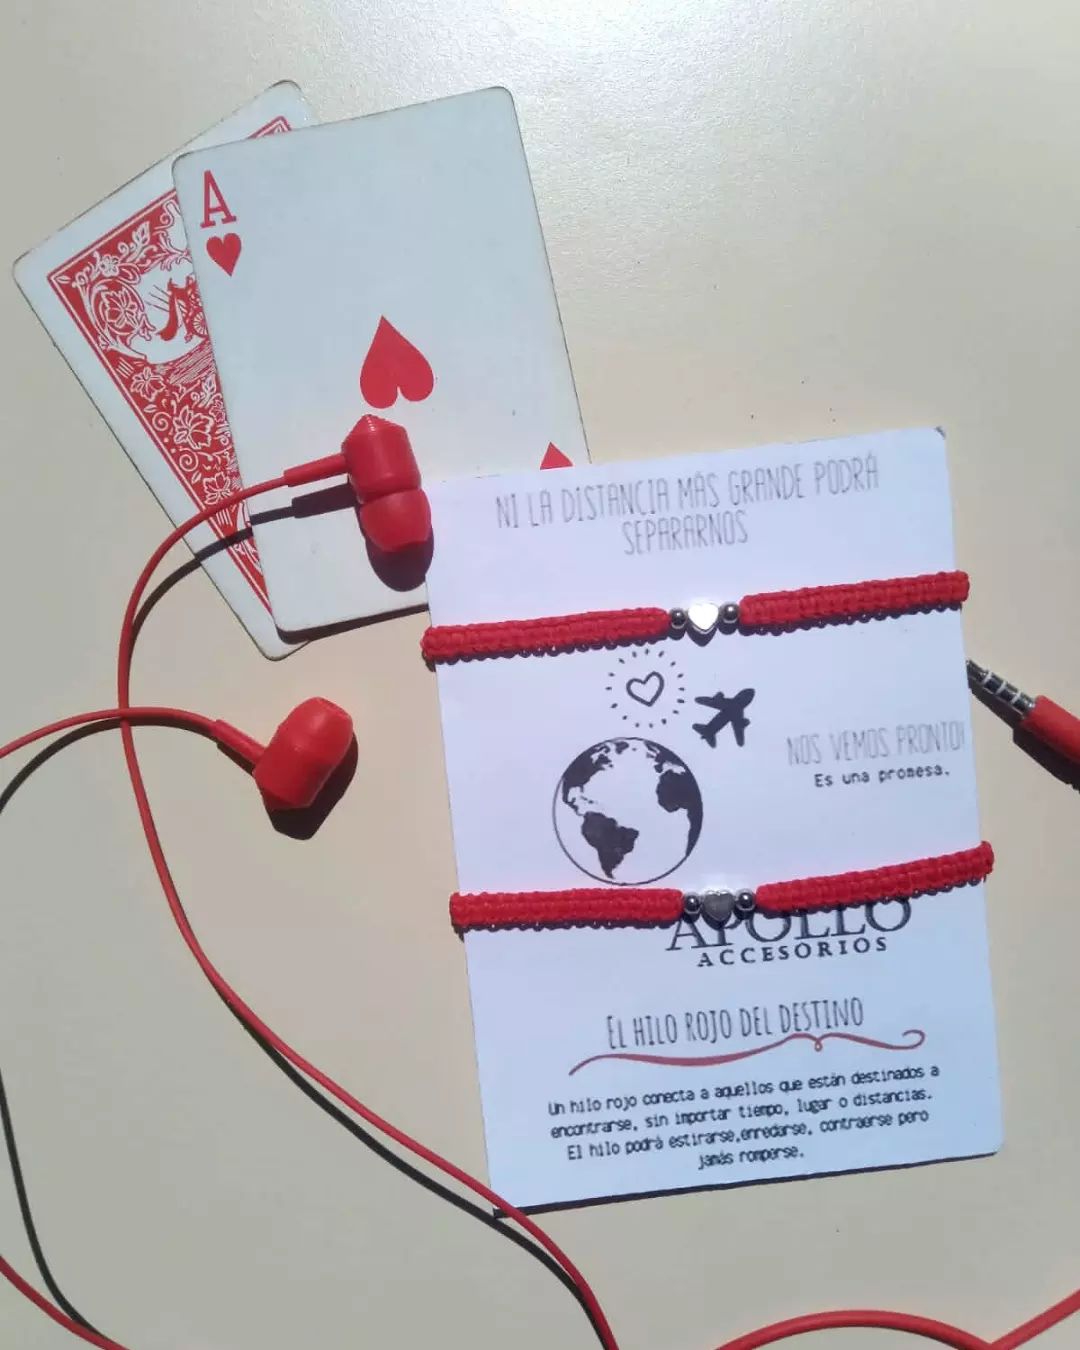 A
NI LA DISTANCIA MÁS GRANDE PODRÁ
SEPARARNOS
NOS VEMOS PRONTO!
Es una promesa.
APOLLO
ACCESORIOS
EL HILO ROJO DEL DESTINO
Un hilo rojo conecta a aquellos que están destinados a
encontrarse, sin importar tiempo, lugar o distancias.
El hilo podrá estirarse,enredarse, contraerse pero
jamás romperse.